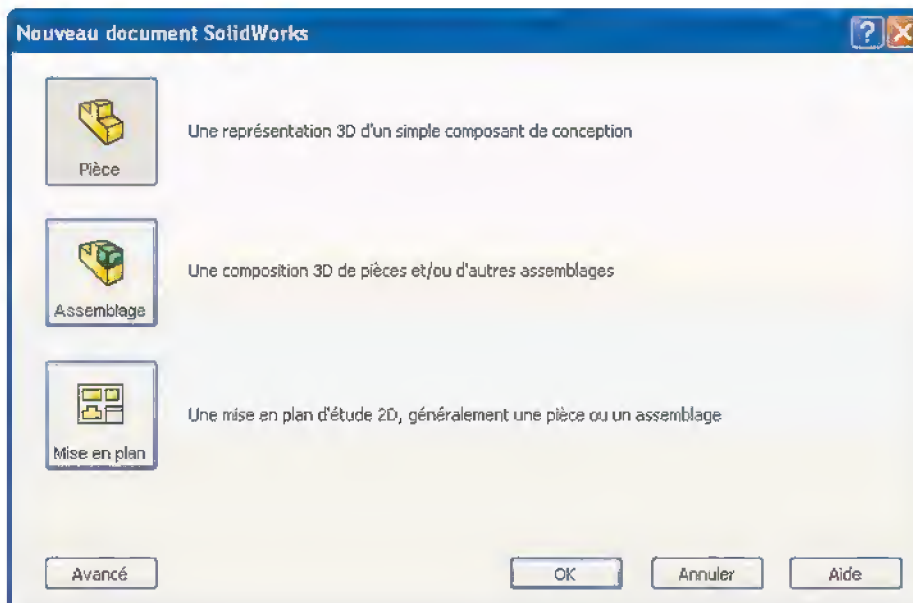 Nouveau document SolidWorks
Pièce
Une représentation 3D d'un simple composant de conception
Assemblage
Une composition 3D de pièces et/ou d'autres assemblages
Mise en plan
Une mise en plan d'étude 2D, généralement une pièce ou un assemblage
Avancé
OK
Annuler
Aide